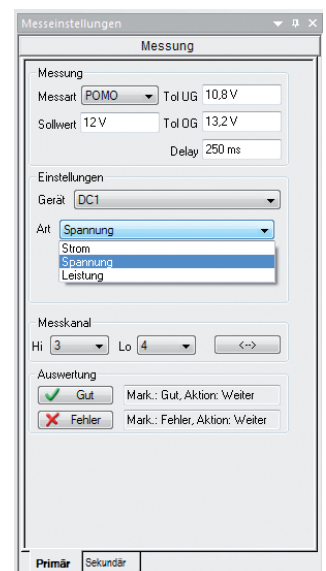 Messeinstellungen
Messung
Messung
Messart POMO Tol UG 10,8 V
Sollwert 12 V Tol OG 13,2 V
Delay 250 ms
Einstellungen
Gerät DC1
Art Spannung
Strom
Spannung
Leistung
Messkanal
Hi 3 Lo 4 <-->
Auswertung
Gut Mark.: Gut, Aktion: Weiter
Fehler Mark.: Fehler, Aktion: Weiter
Primär Sekundär